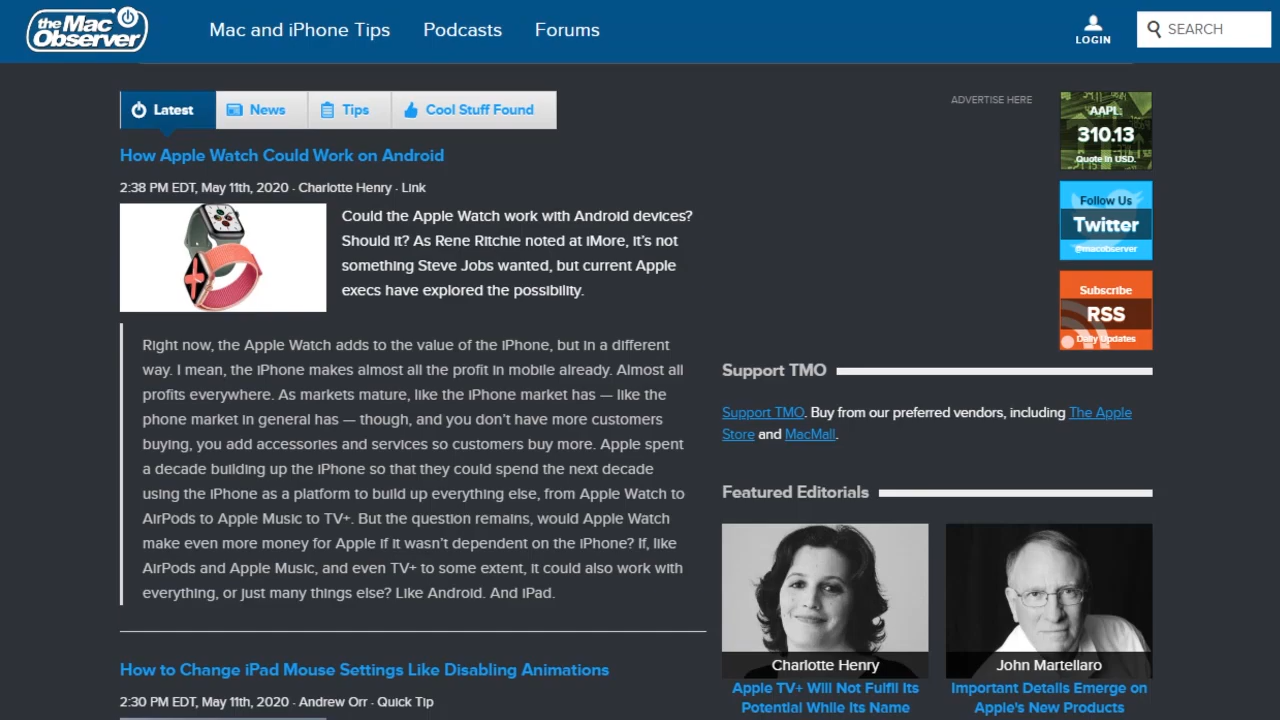 the Mac Observer
Mac and iPhone Tips
Podcasts
Forums
LOGIN
SEARCH
Latest
News
Tips
Cool Stuff Found
ADVERTISE HERE
AAPL
310.13
Quote in USD.
How Apple Watch Could Work on Android
2:38 PM EDT, May 11th, 2020 · Charlotte Henry · Link
Could the Apple Watch work with Android devices?
Should it? As Rene Ritchie noted at iMore, it's not
something Steve Jobs wanted, but current Apple
execs have explored the possibility.
Follow Us
Twitter
@macobserver
Subscribe
RSS
Daily Updates
Right now, the Apple Watch adds to the value of the iPhone, but in a different
way. I mean, the iPhone makes almost all the profit in mobile already. Almost all
profits everywhere. As markets mature, like the iPhone market has — like the
phone market in general has — though, and you don't have more customers
buying, you add accessories and services so customers buy more. Apple spent
a decade building up the iPhone so that they could spend the next decade
using the iPhone as a platform to build up everything else, from Apple Watch to
AirPods to Apple Music to TV+. But the question remains, would Apple Watch
make even more money for Apple if it wasn't dependent on the iPhone? If, like
AirPods and Apple Music, and even TV+ to some extent, it could also work with
everything, or just many things else? Like Android. And iPad.
Support TMO
Support TMO. Buy from our preferred vendors, including The Apple
Store and MacMall.
Featured Editorials
Charlotte Henry
Apple TV+ Will Not Fulfil Its
Potential While Its Name
John Martellaro
Important Details Emerge on
Apple's New Products
How to Change iPad Mouse Settings Like Disabling Animations
2:30 PM EDT, May 11th, 2020 · Andrew Orr · Quick Tip